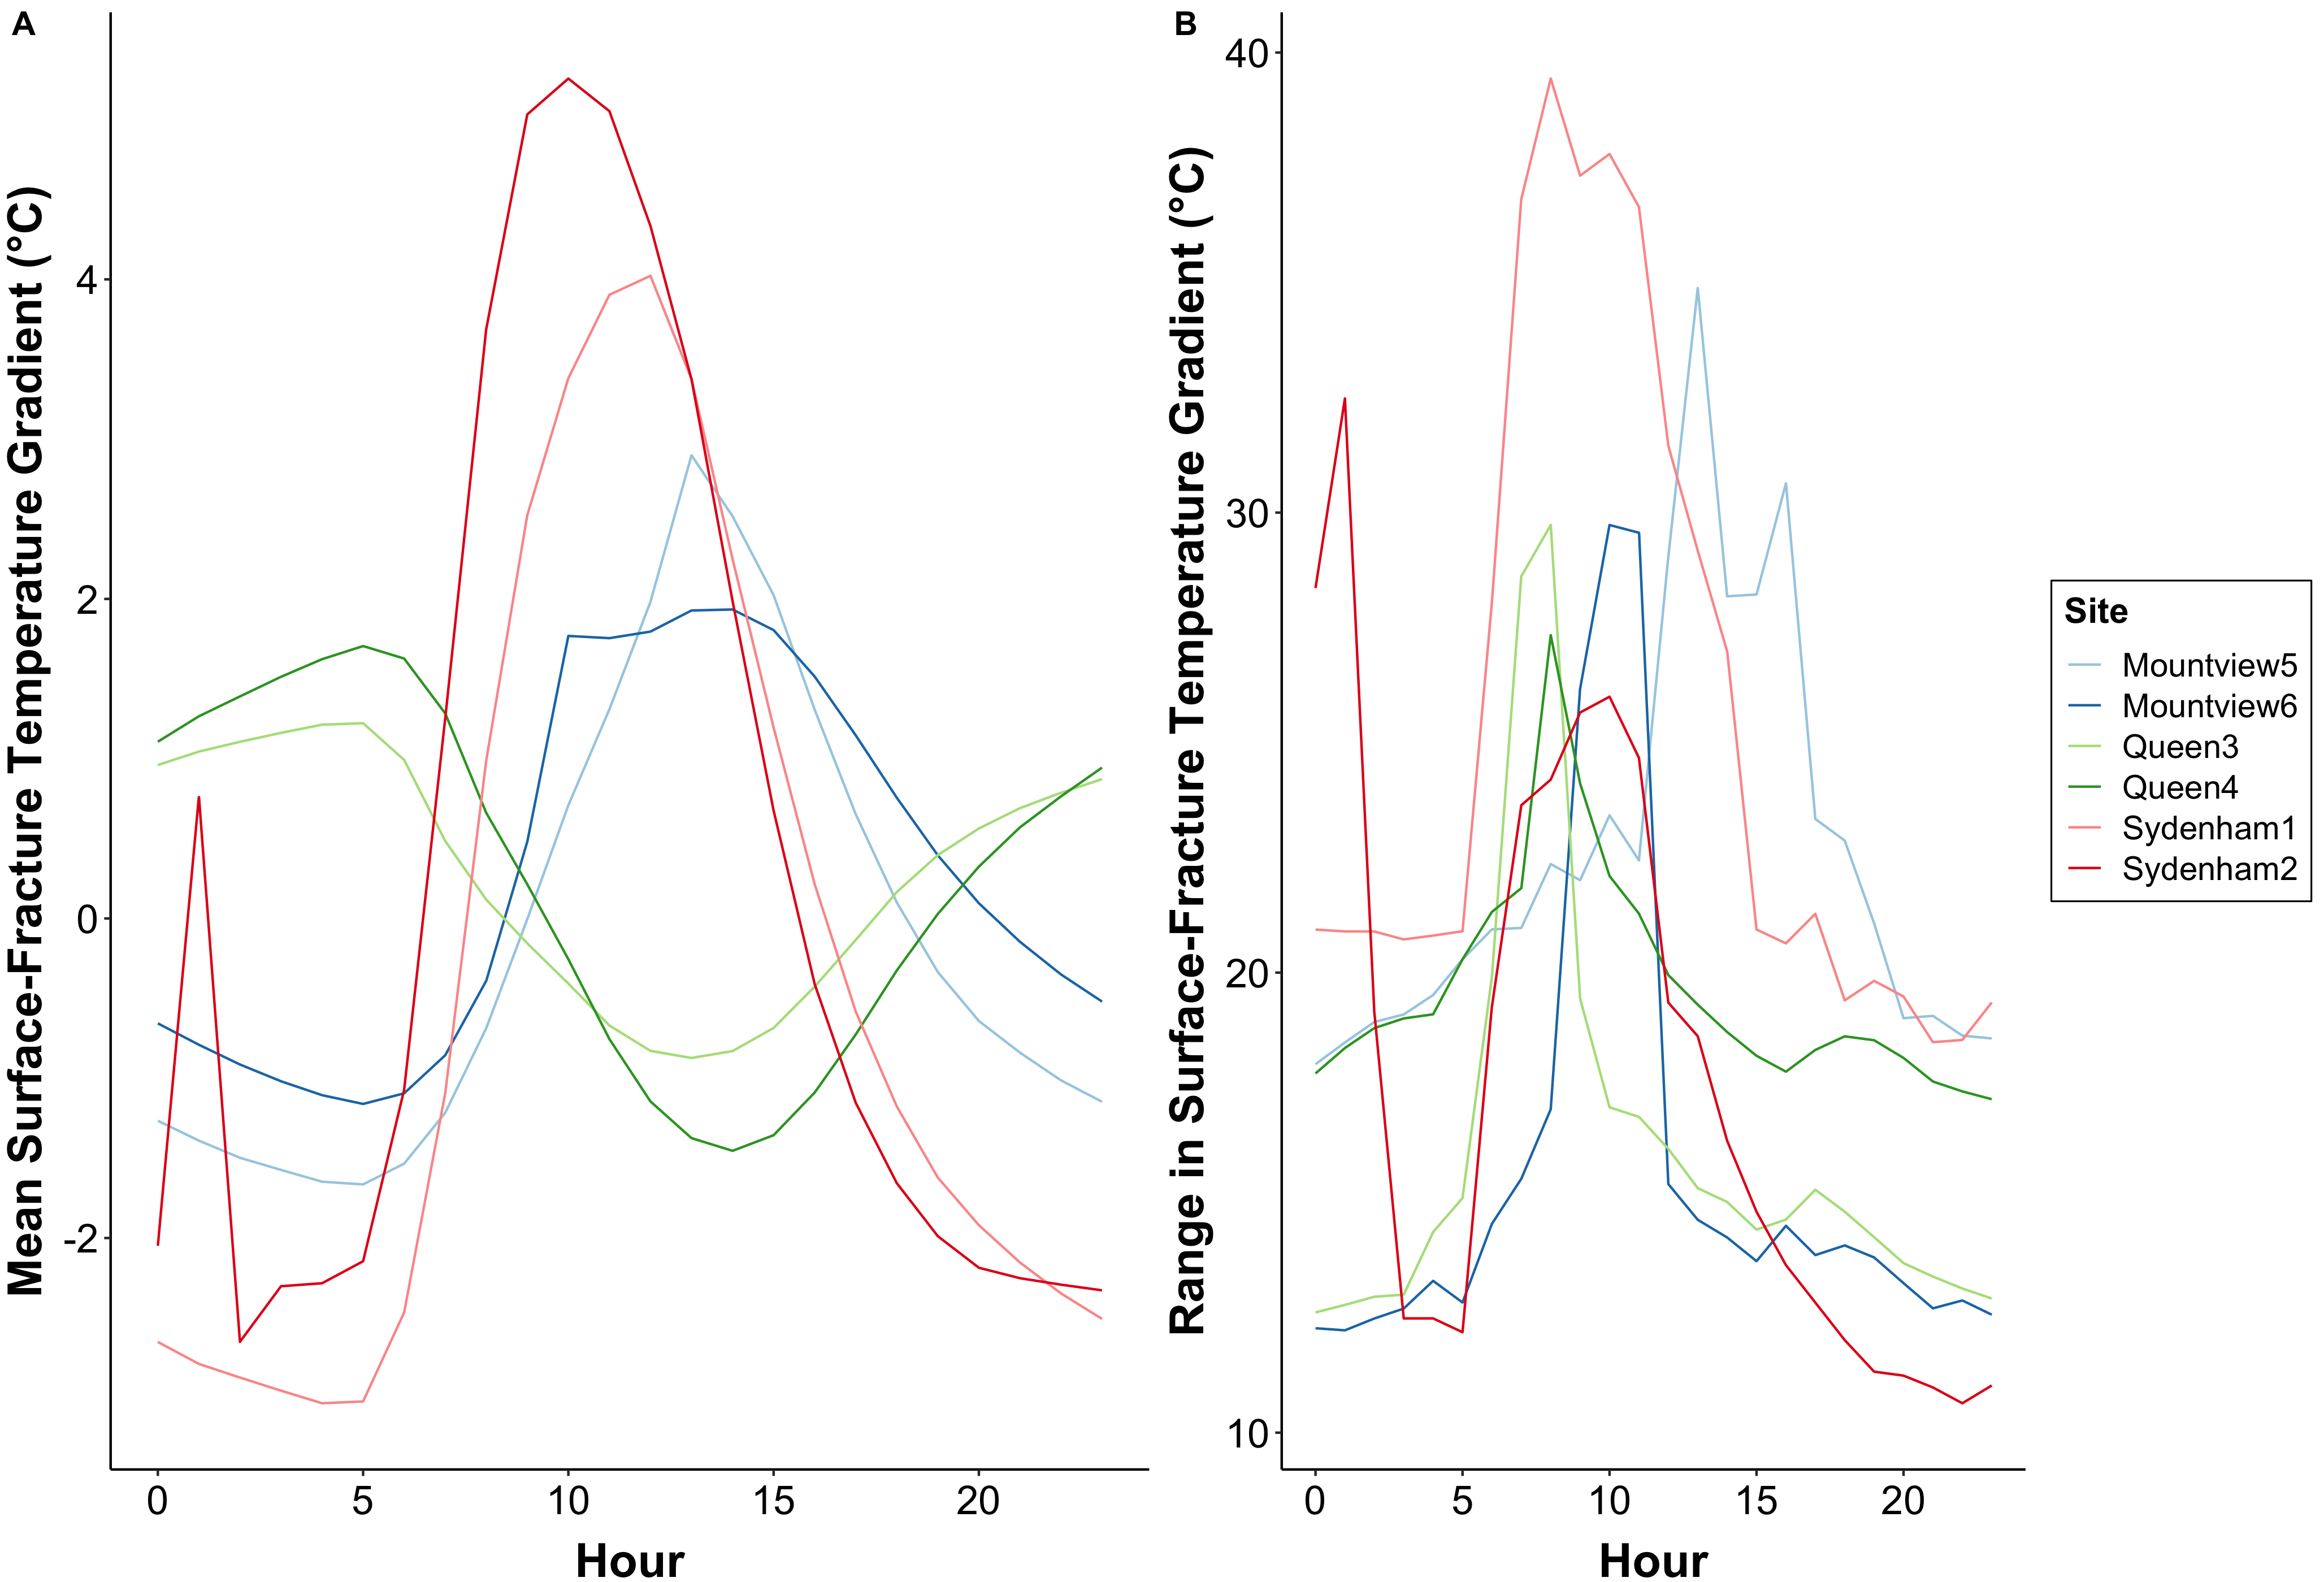 A
Mean Surface-Fracture Temperature Gradient (°C)
4
2
0
-2
0 5 10 15 20
Hour
B
Range in Surface-Fracture Temperature Gradient (°C)
40
30
20
10
0 5 10 15 20
Hour
Site
Mountview5
Mountview6
Queen3
Queen4
Sydenham1
Sydenham2